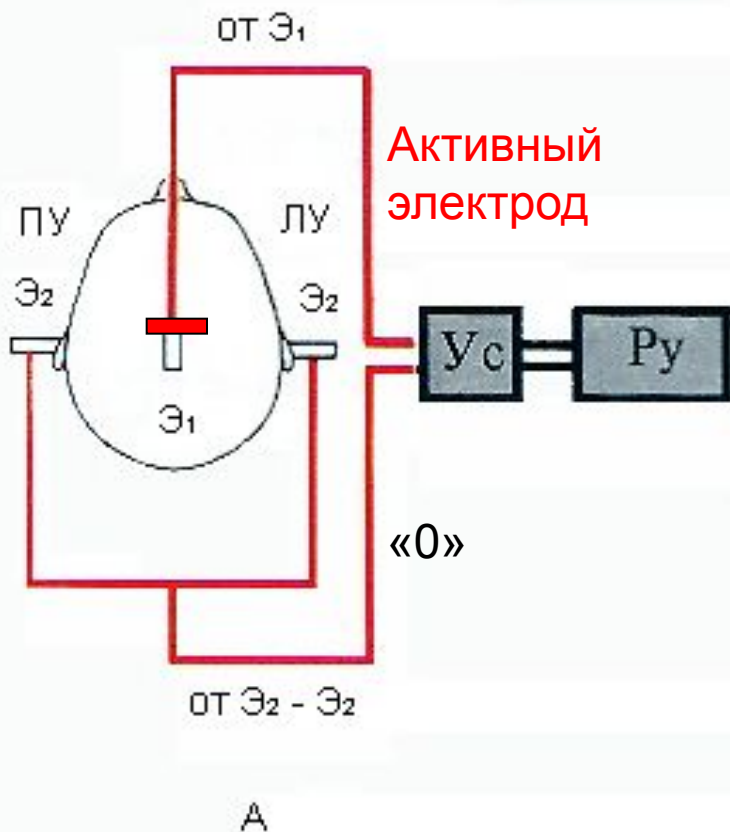 от Э₁
Активный
электрод
ПУ
ЛУ
Э₂
Э₂
Ус
Ру
Э₁
«0»
от Э₂ - Э₂
А